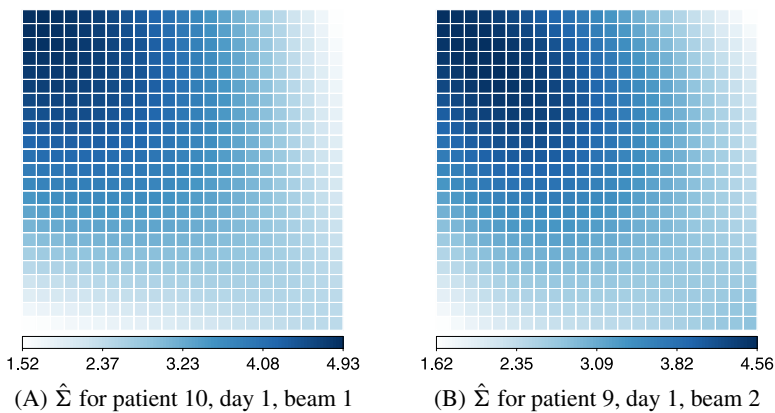 1.52 2.37 3.23 4.08 4.93
1.62 2.35 3.09 3.82 4.56
(A) Σ̂ for patient 10, day 1, beam 1
(B) Σ̂ for patient 9, day 1, beam 2